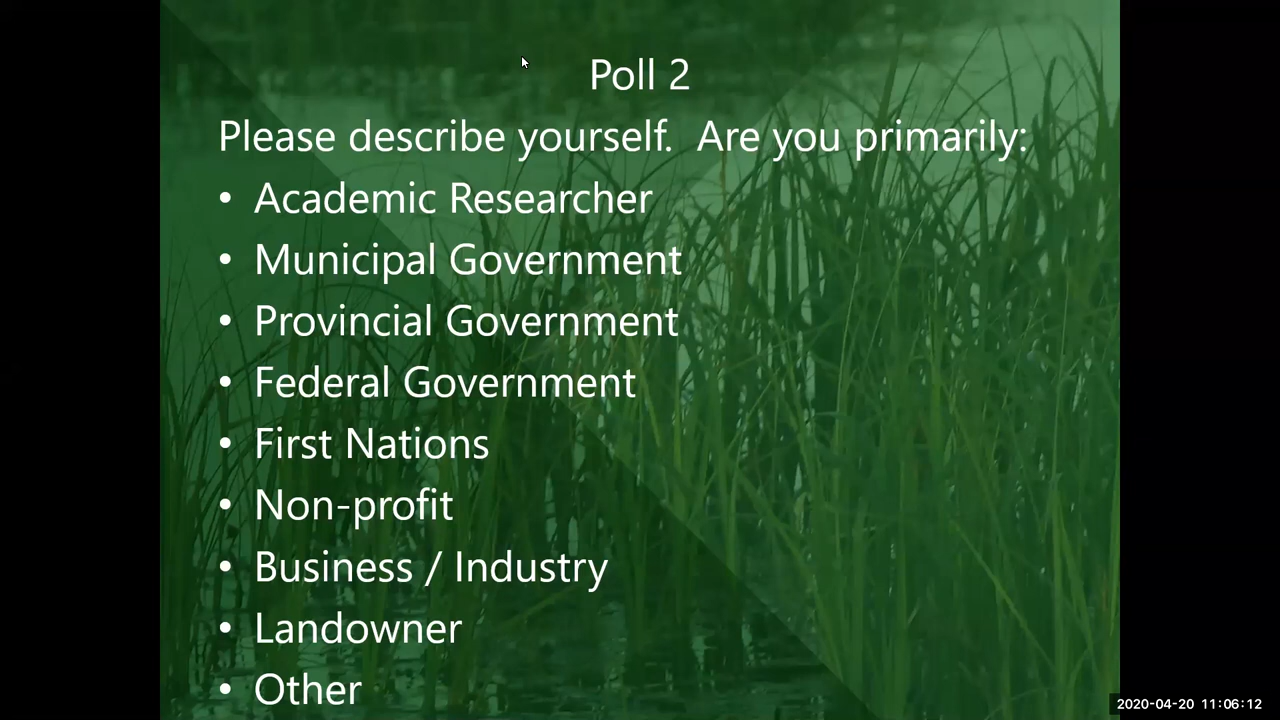 Poll 2
Please describe yourself.  Are you primarily:
• Academic Researcher
• Municipal Government
• Provincial Government
• Federal Government
• First Nations
• Non-profit
• Business / Industry
• Landowner
• Other
2020-04-20 11:06:12